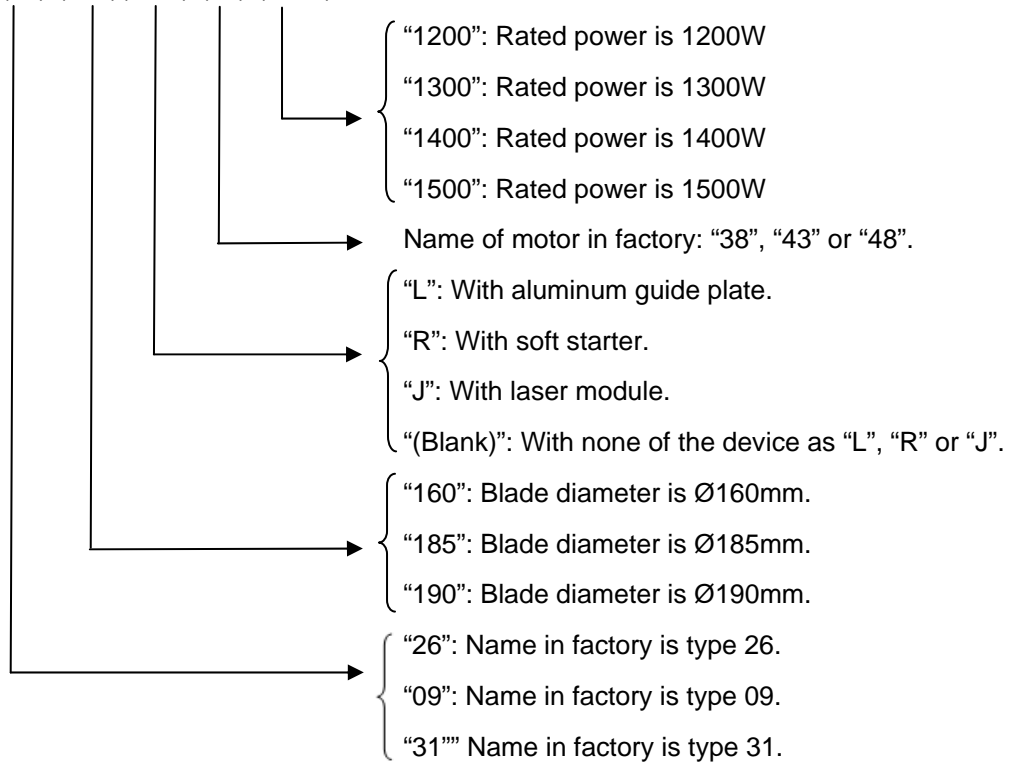 “1200”: Rated power is 1200W
“1300”: Rated power is 1300W
“1400”: Rated power is 1400W
“1500”: Rated power is 1500W
Name of motor in factory: “38”, “43” or “48”.
“L”: With aluminum guide plate.
“R”: With soft starter.
“J”: With laser module.
“(Blank)”: With none of the device as “L”, “R” or “J”.
“160”: Blade diameter is Ø160mm.
“185”: Blade diameter is Ø185mm.
“190”: Blade diameter is Ø190mm.
“26”: Name in factory is type 26.
“09”: Name in factory is type 09.
“31”” Name in factory is type 31.